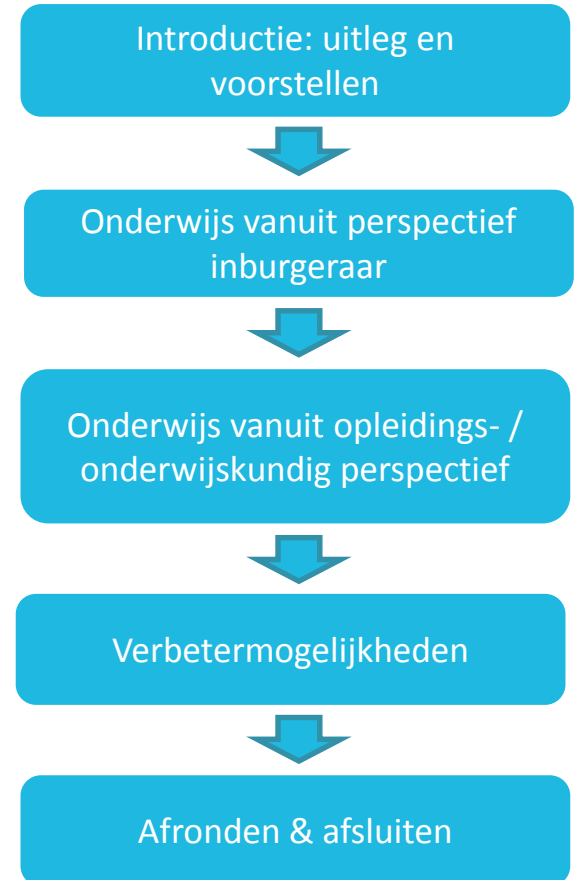 Introductie: uitleg en
voorstellen
Onderwijs vanuit perspectief
inburgeraar
Onderwijs vanuit opleidings- /
onderwijskundig perspectief
Verbetermogelijkheden
Afronden & afsluiten